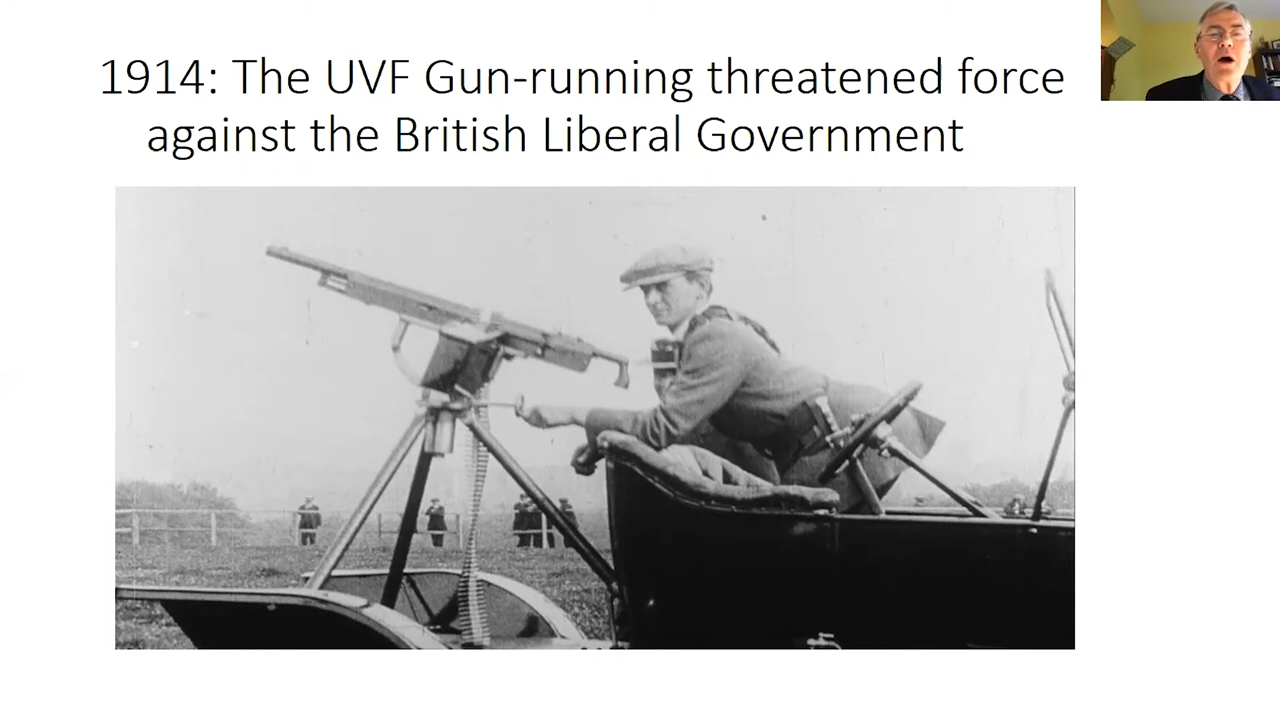 1914: The UVF Gun-running threatened force
against the British Liberal Government